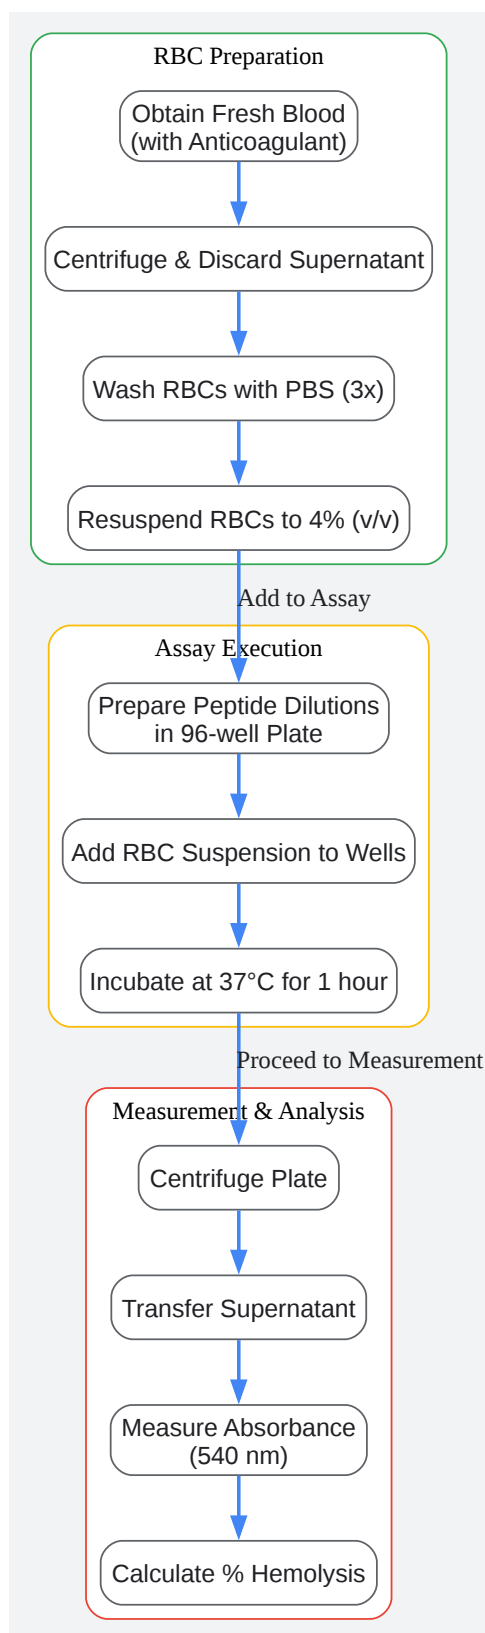 RBC Preparation
Obtain Fresh Blood
(with Anticoagulant)
Centrifuge & Discard Supernatant
Wash RBCs with PBS (3x)
Resuspend RBCs to 4% (v/v)
Add to Assay
Assay Execution
Prepare Peptide Dilutions
in 96-well Plate
Add RBC Suspension to Wells
Incubate at 37°C for 1 hour
Proceed to Measurement
Measurement & Analysis
Centrifuge Plate
Transfer Supernatant
Measure Absorbance
(540 nm)
Calculate % Hemolysis